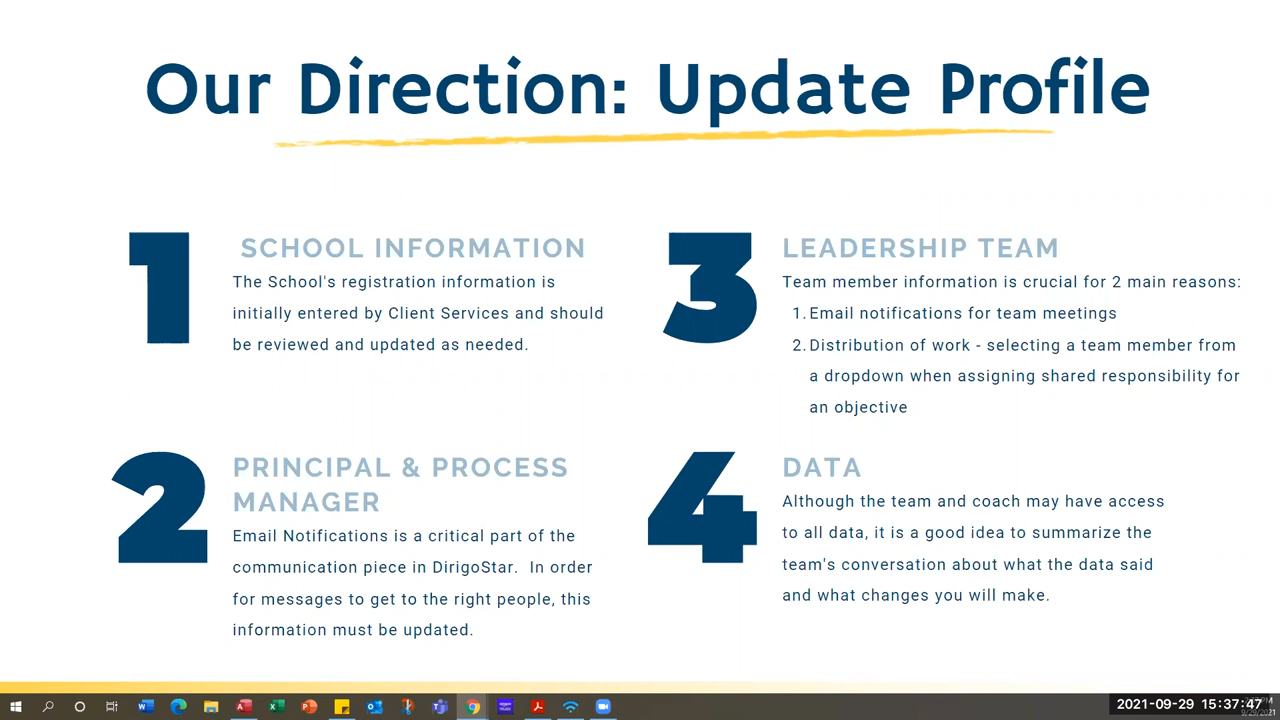 Our Direction: Update Profile
1
SCHOOL INFORMATION
The School's registration information is
initially entered by Client Services and should
be reviewed and updated as needed.
2
PRINCIPAL & PROCESS
MANAGER
Email Notifications is a critical part of the
communication piece in DirigoStar.  In order
for messages to get to the right people, this
information must be updated.
3
LEADERSHIP TEAM
Team member information is crucial for 2 main reasons:
1. Email notifications for team meetings
2. Distribution of work - selecting a team member from
a dropdown when assigning shared responsibility for
an objective
4
DATA
Although the team and coach may have access
to all data, it is a good idea to summarize the
team's conversation about what the data said
and what changes you will make.
2021-09-29 15:37:47